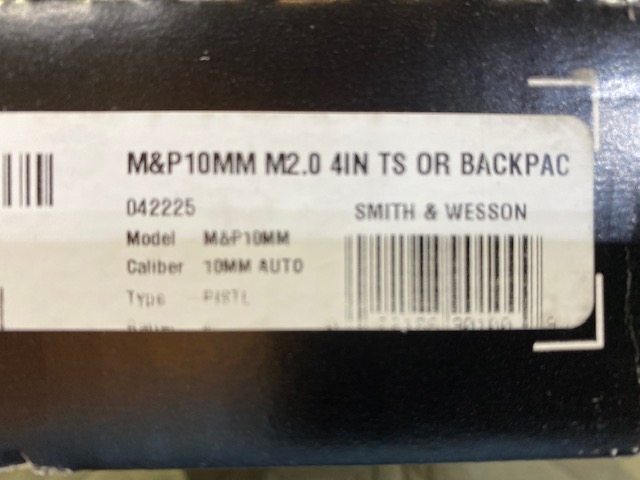 M&P10MM M2.0 4IN TS OR BACKPAC
042225
SMITH & WESSON
Model M&P10MM
Caliber 10MM AUTO
Type PISTL